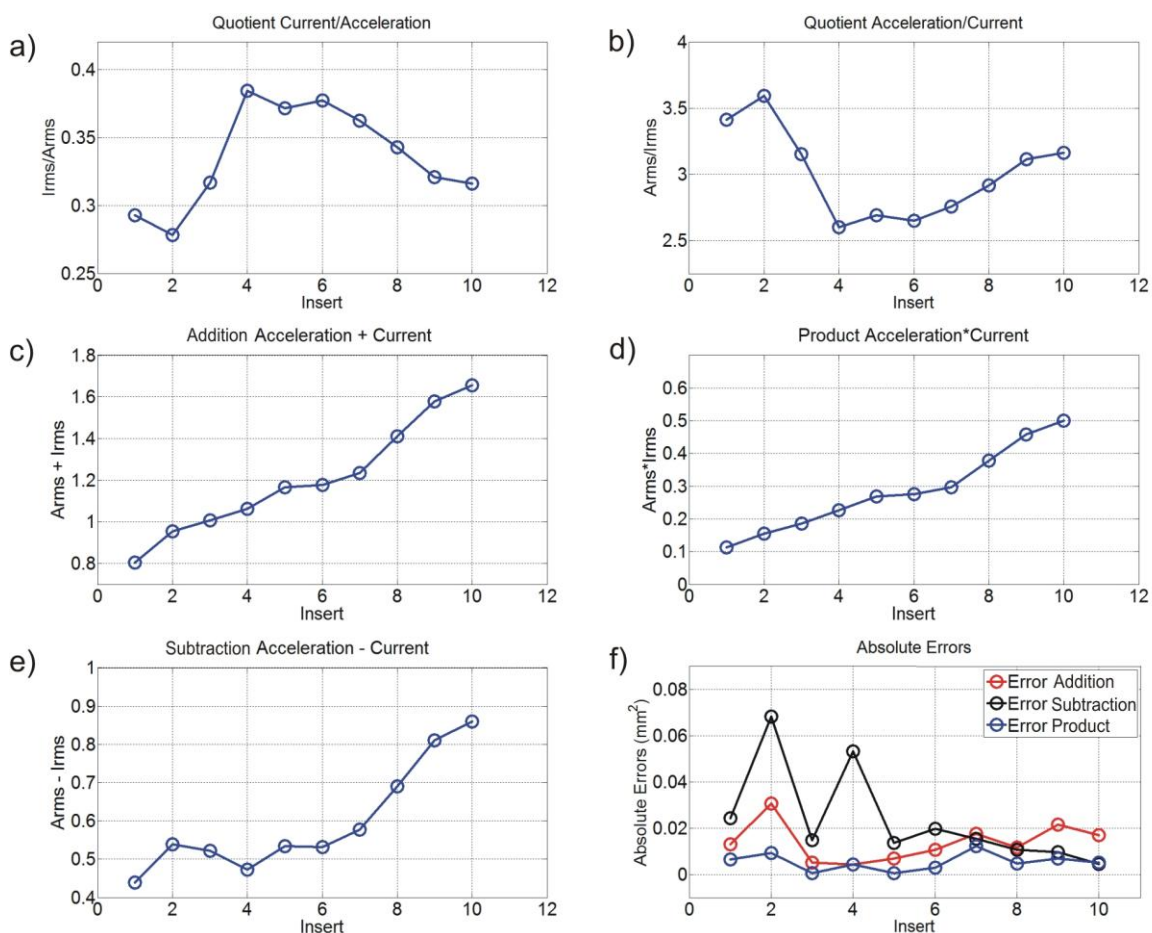 a)
Quotient Current/Acceleration
Irms/Arms
0.4
0.35
0.3
0.25
0 2 4 6 8 10 12
Insert
b)
Quotient Acceleration/Current
Arms/Irms
4
3.5
3
2.5
0 2 4 6 8 10 12
Insert
c)
Addition Acceleration + Current
Arms + Irms
1.8
1.6
1.4
1.2
1
0.8
0 2 4 6 8 10 12
Insert
d)
Product Acceleration*Current
Arms*Irms
0.6
0.5
0.4
0.3
0.2
0.1
0
0 2 4 6 8 10 12
Insert
e)
Subtraction Acceleration - Current
Arms - Irms
1
0.9
0.8
0.7
0.6
0.5
0.4
0 2 4 6 8 10 12
Insert
f)
Absolute Errors
Absolute Errors (mm²)
0.08
0.06
0.04
0.02
0
Error Addition
Error Subtraction
Error Product
0 2 4 6 8 10
Insert